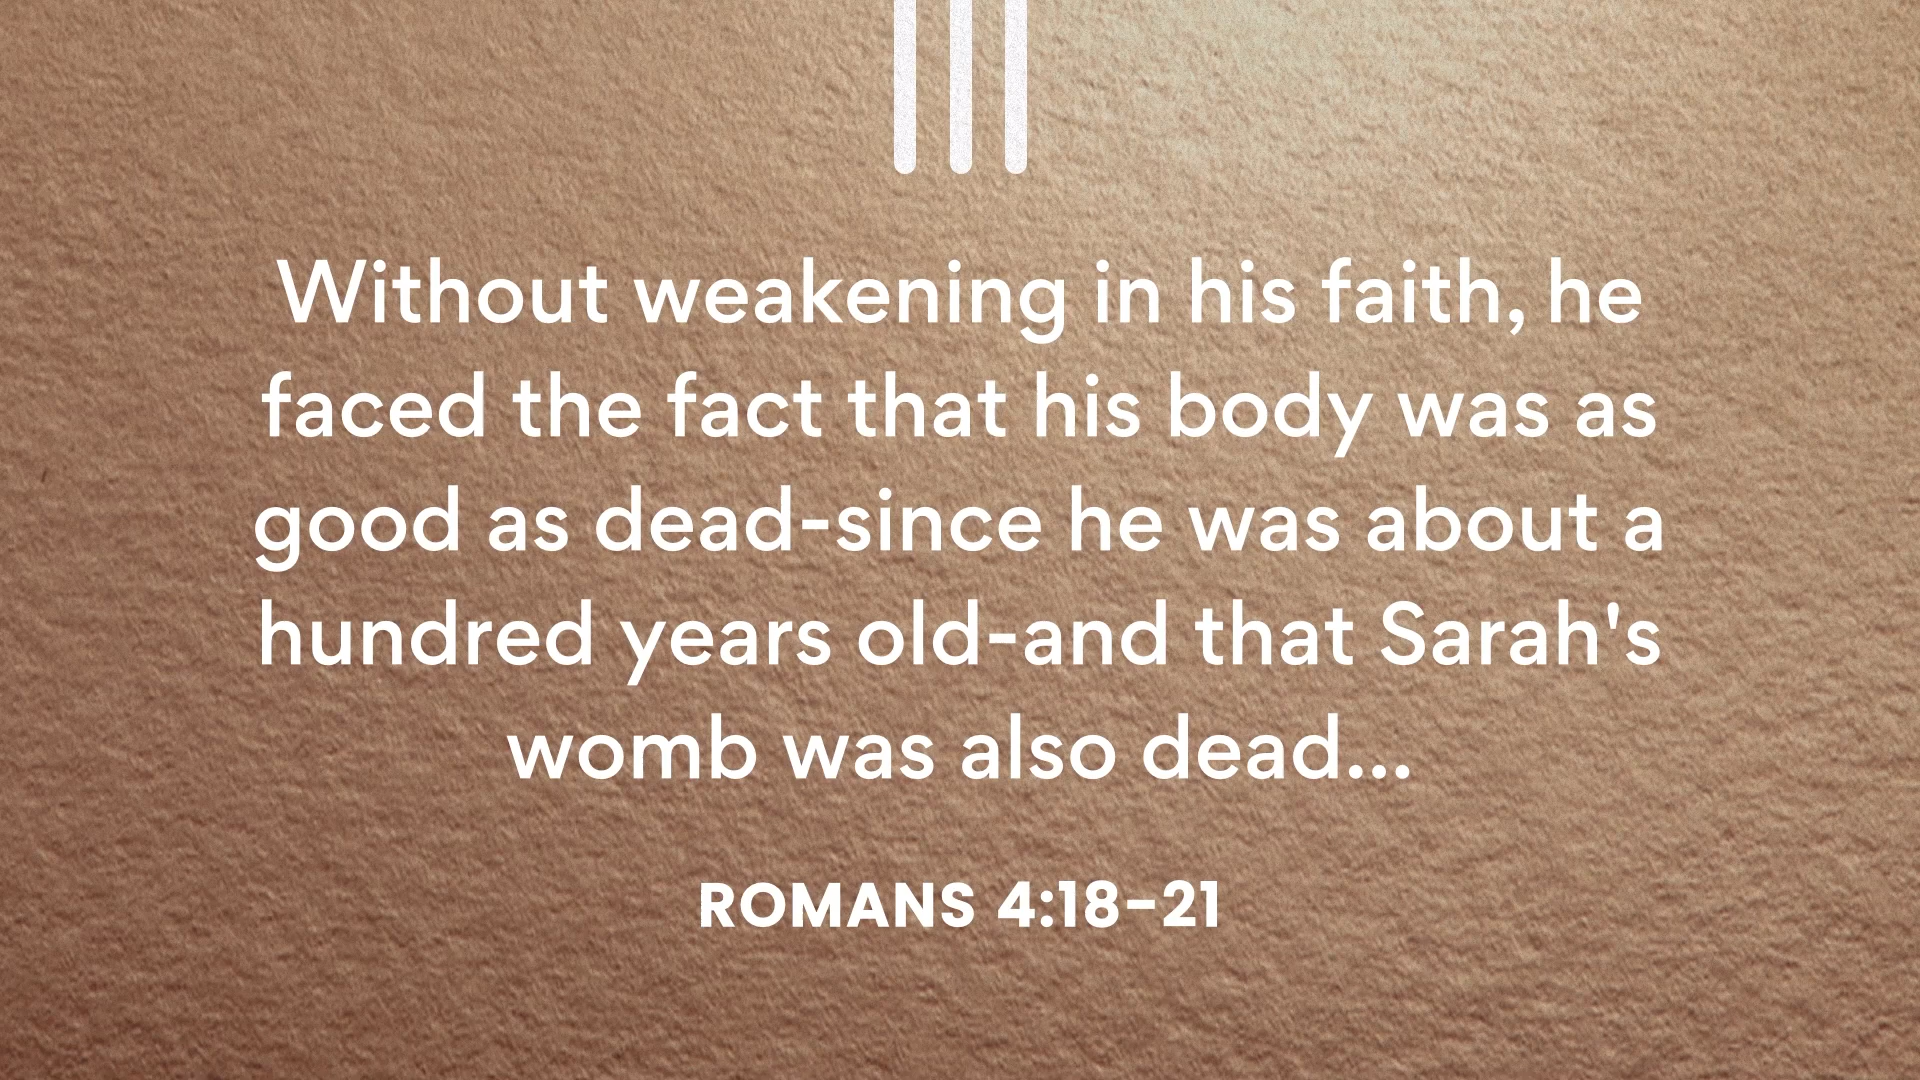 Without weakening in his faith, he
faced the fact that his body was as
good as dead-since he was about a
hundred years old-and that Sarah's
womb was also dead...
ROMANS 4:18-21